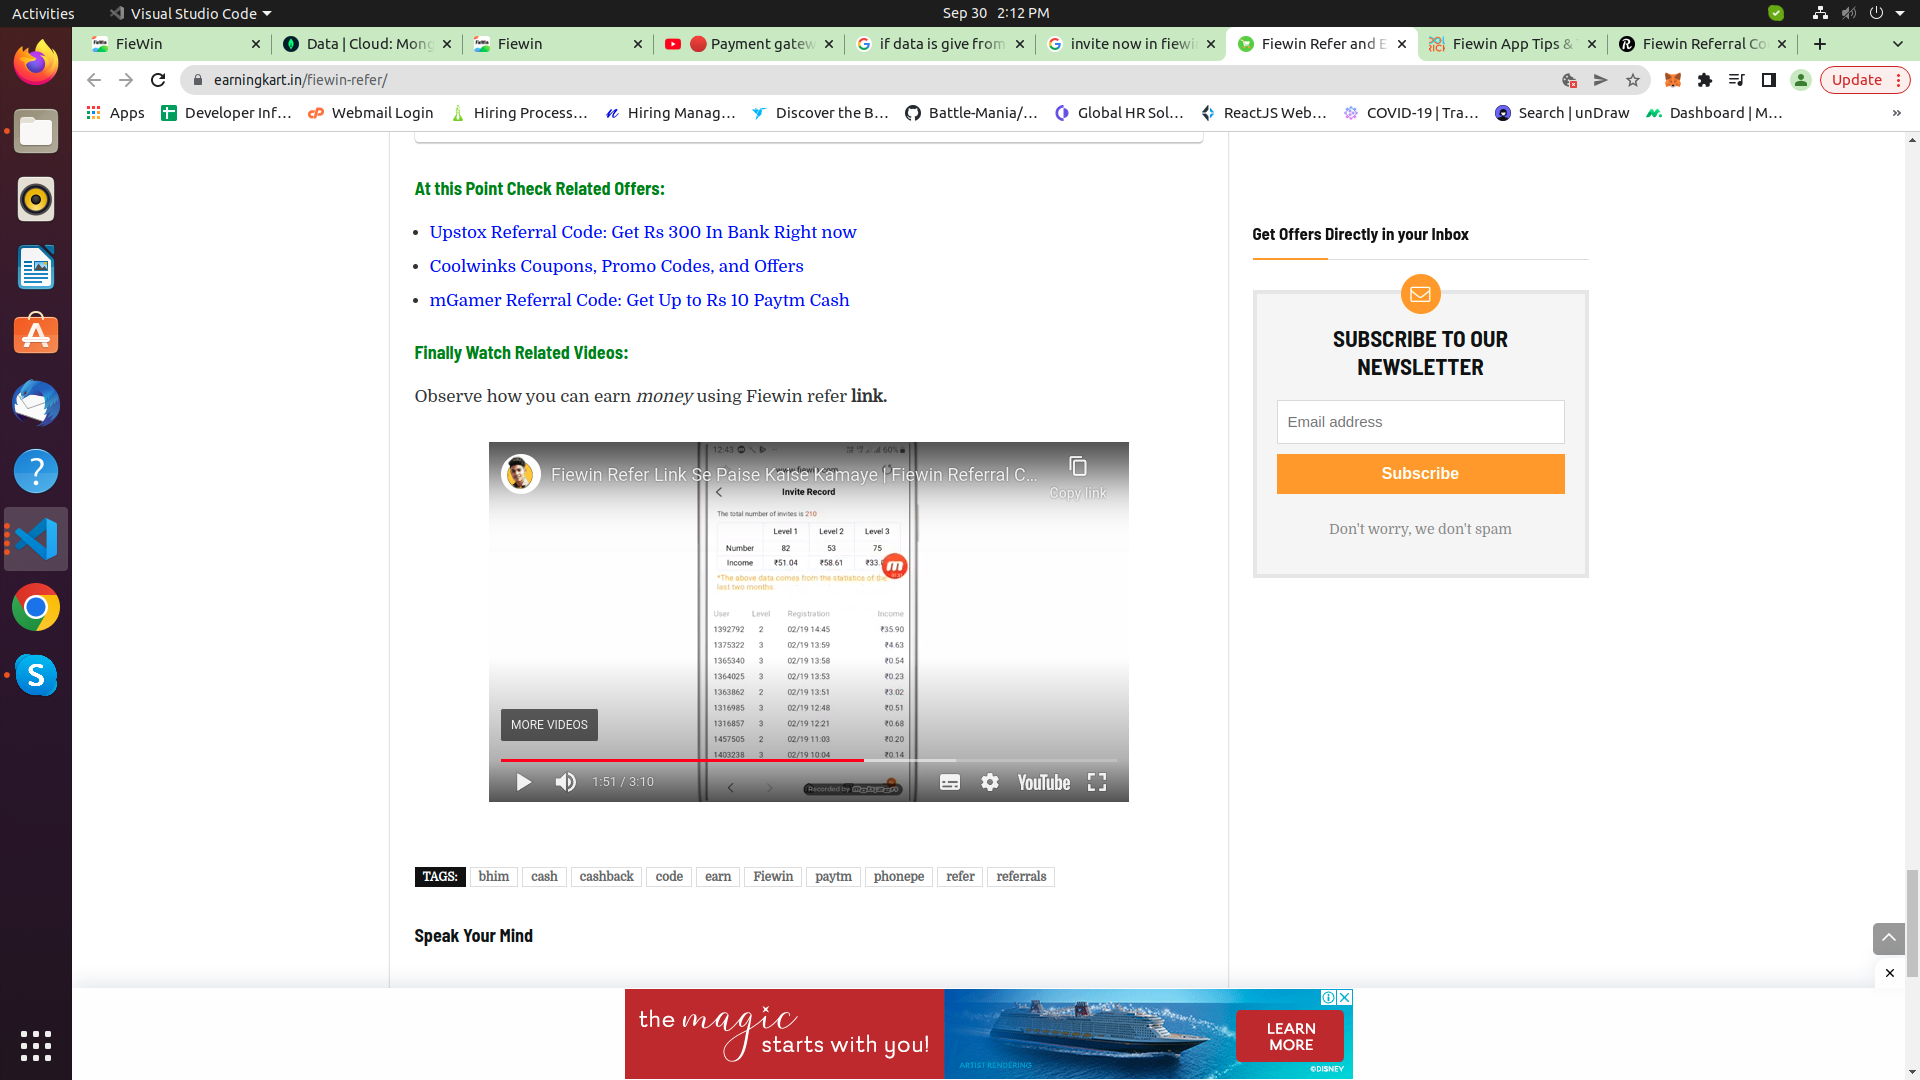 Activities Visual Studio Code Sep 30 2:12 PM
FieWin Data | Cloud: Mong Fiewin Payment gatew if data is give from invite now in fiewi Fiewin Refer and E Fiewin App Tips & Fiewin Referral Co
earningkart.in/fiewin-refer/ Update
Apps Developer Inf... Webmail Login Hiring Process... Hiring Manag... Discover the B... Battle-Mania/... Global HR Sol... ReactJS Web... COVID-19 | Tra... Search | unDraw Dashboard | M... »
At this Point Check Related Offers:
• Upstox Referral Code: Get Rs 300 In Bank Right now
• Coolwinks Coupons, Promo Codes, and Offers
• mGamer Referral Code: Get Up to Rs 10 Paytm Cash
Finally Watch Related Videos:
Observe how you can earn money using Fiewin refer link.
12:43
60%
Fiewin Refer Link Se Paise Kaise Kamaye | Fiewin Referral C...
Copy link
Invite Record
The total number of invites is 210
Level 1 Level 2 Level 3
Number 82 53 75
Income ₹51.04 ₹58.61 ₹33.
*The above data comes from the statistics of the
last two months
User Level Registration Income
1392792 2 02/19 14:45 ₹35.90
1375322 3 02/19 13:59 ₹4.63
1365340 3 02/19 13:58 ₹0.54
1364025 3 02/19 13:53 ₹0.23
1363862 2 02/19 13:51 ₹3.02
1316985 3 02/19 12:48 ₹0.51
1316857 3 02/19 12:21 ₹0.68
1457505 2 02/19 11:03 ₹0.20
1403238 3 02/19 10:04 ₹0.14
MORE VIDEOS
1:51 / 3:10
Recorded by
YouTube
TAGS: bhim cash cashback code earn Fiewin paytm phonepe refer referrals
Speak Your Mind
Get Offers Directly in your Inbox
SUBSCRIBE TO OUR
NEWSLETTER
Email address
Subscribe
Don't worry, we don't spam
the magic
starts with you!
ARTIST RENDERING
LEARN
MORE
©DISNEY